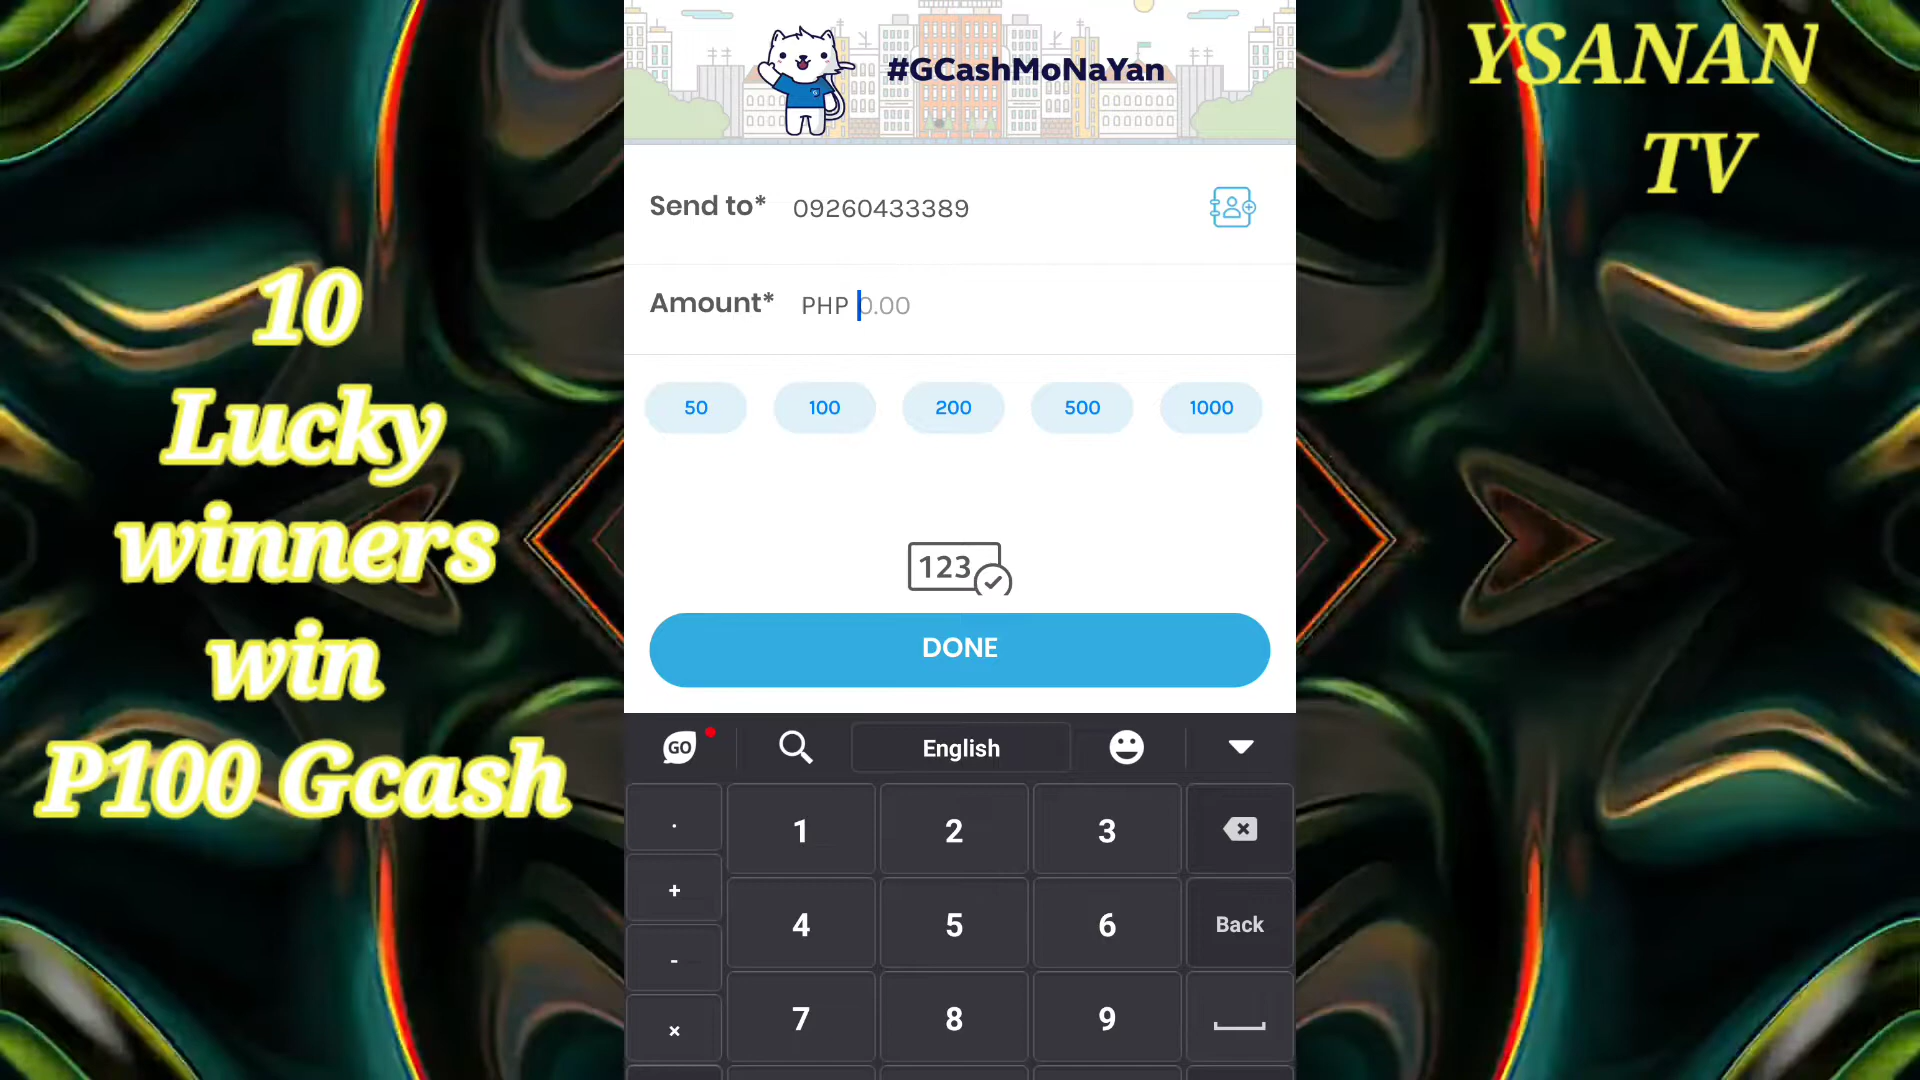 YSANAN
TV
10
Lucky
winners
win
P100 Gcash
#GCashMoNaYan
Send to* 09260433389
Amount* PHP 0.00
50 100 200 500 1000
123
DONE
GO English
. 1 2 3
+
4 5 6 Back
-
7 8 9
×